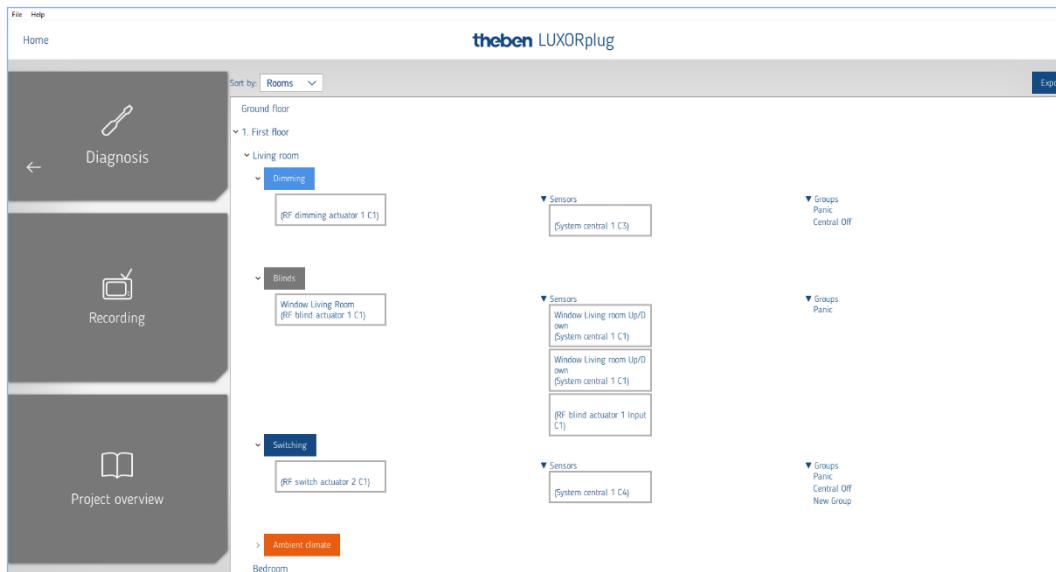 File Help
Home
theben LUXORplug
Sort by: Rooms
Diagnosis
Recording
Project overview
Ground floor
1. First floor
Living room
Dimming
(RF dimming actuator 1 C1)
Sensors
(System central 1 C3)
Groups
Panic
Central Off
Blinds
Window Living Room
(RF blind actuator 1 C1)
Sensors
Window Living room Up/D
own
(System central 1 C1)
Window Living room Up/D
own
(System central 1 C1)
(RF blind actuator 1 Input
C1)
Groups
Panic
Switching
(RF switch actuator 2 C1)
Sensors
(System central 1 C4)
Groups
Panic
Central Off
New Group
Ambient climate
Bedroom